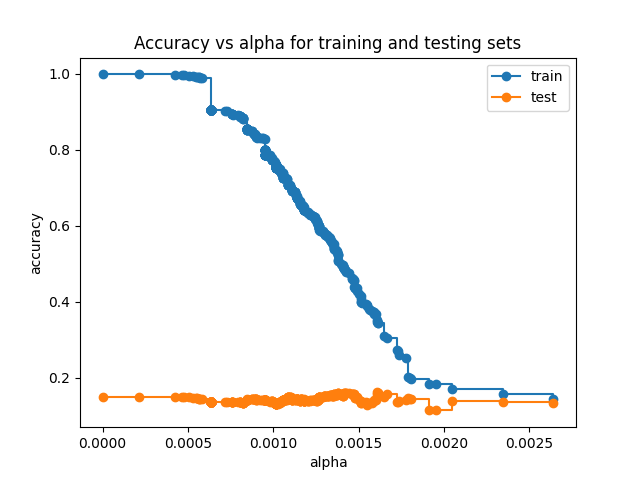 Accuracy vs alpha for training and testing sets
train
test
accuracy
1.0
0.8
0.6
0.4
0.2
0.0000
0.0005
0.0010
0.0015
0.0020
0.0025
alpha